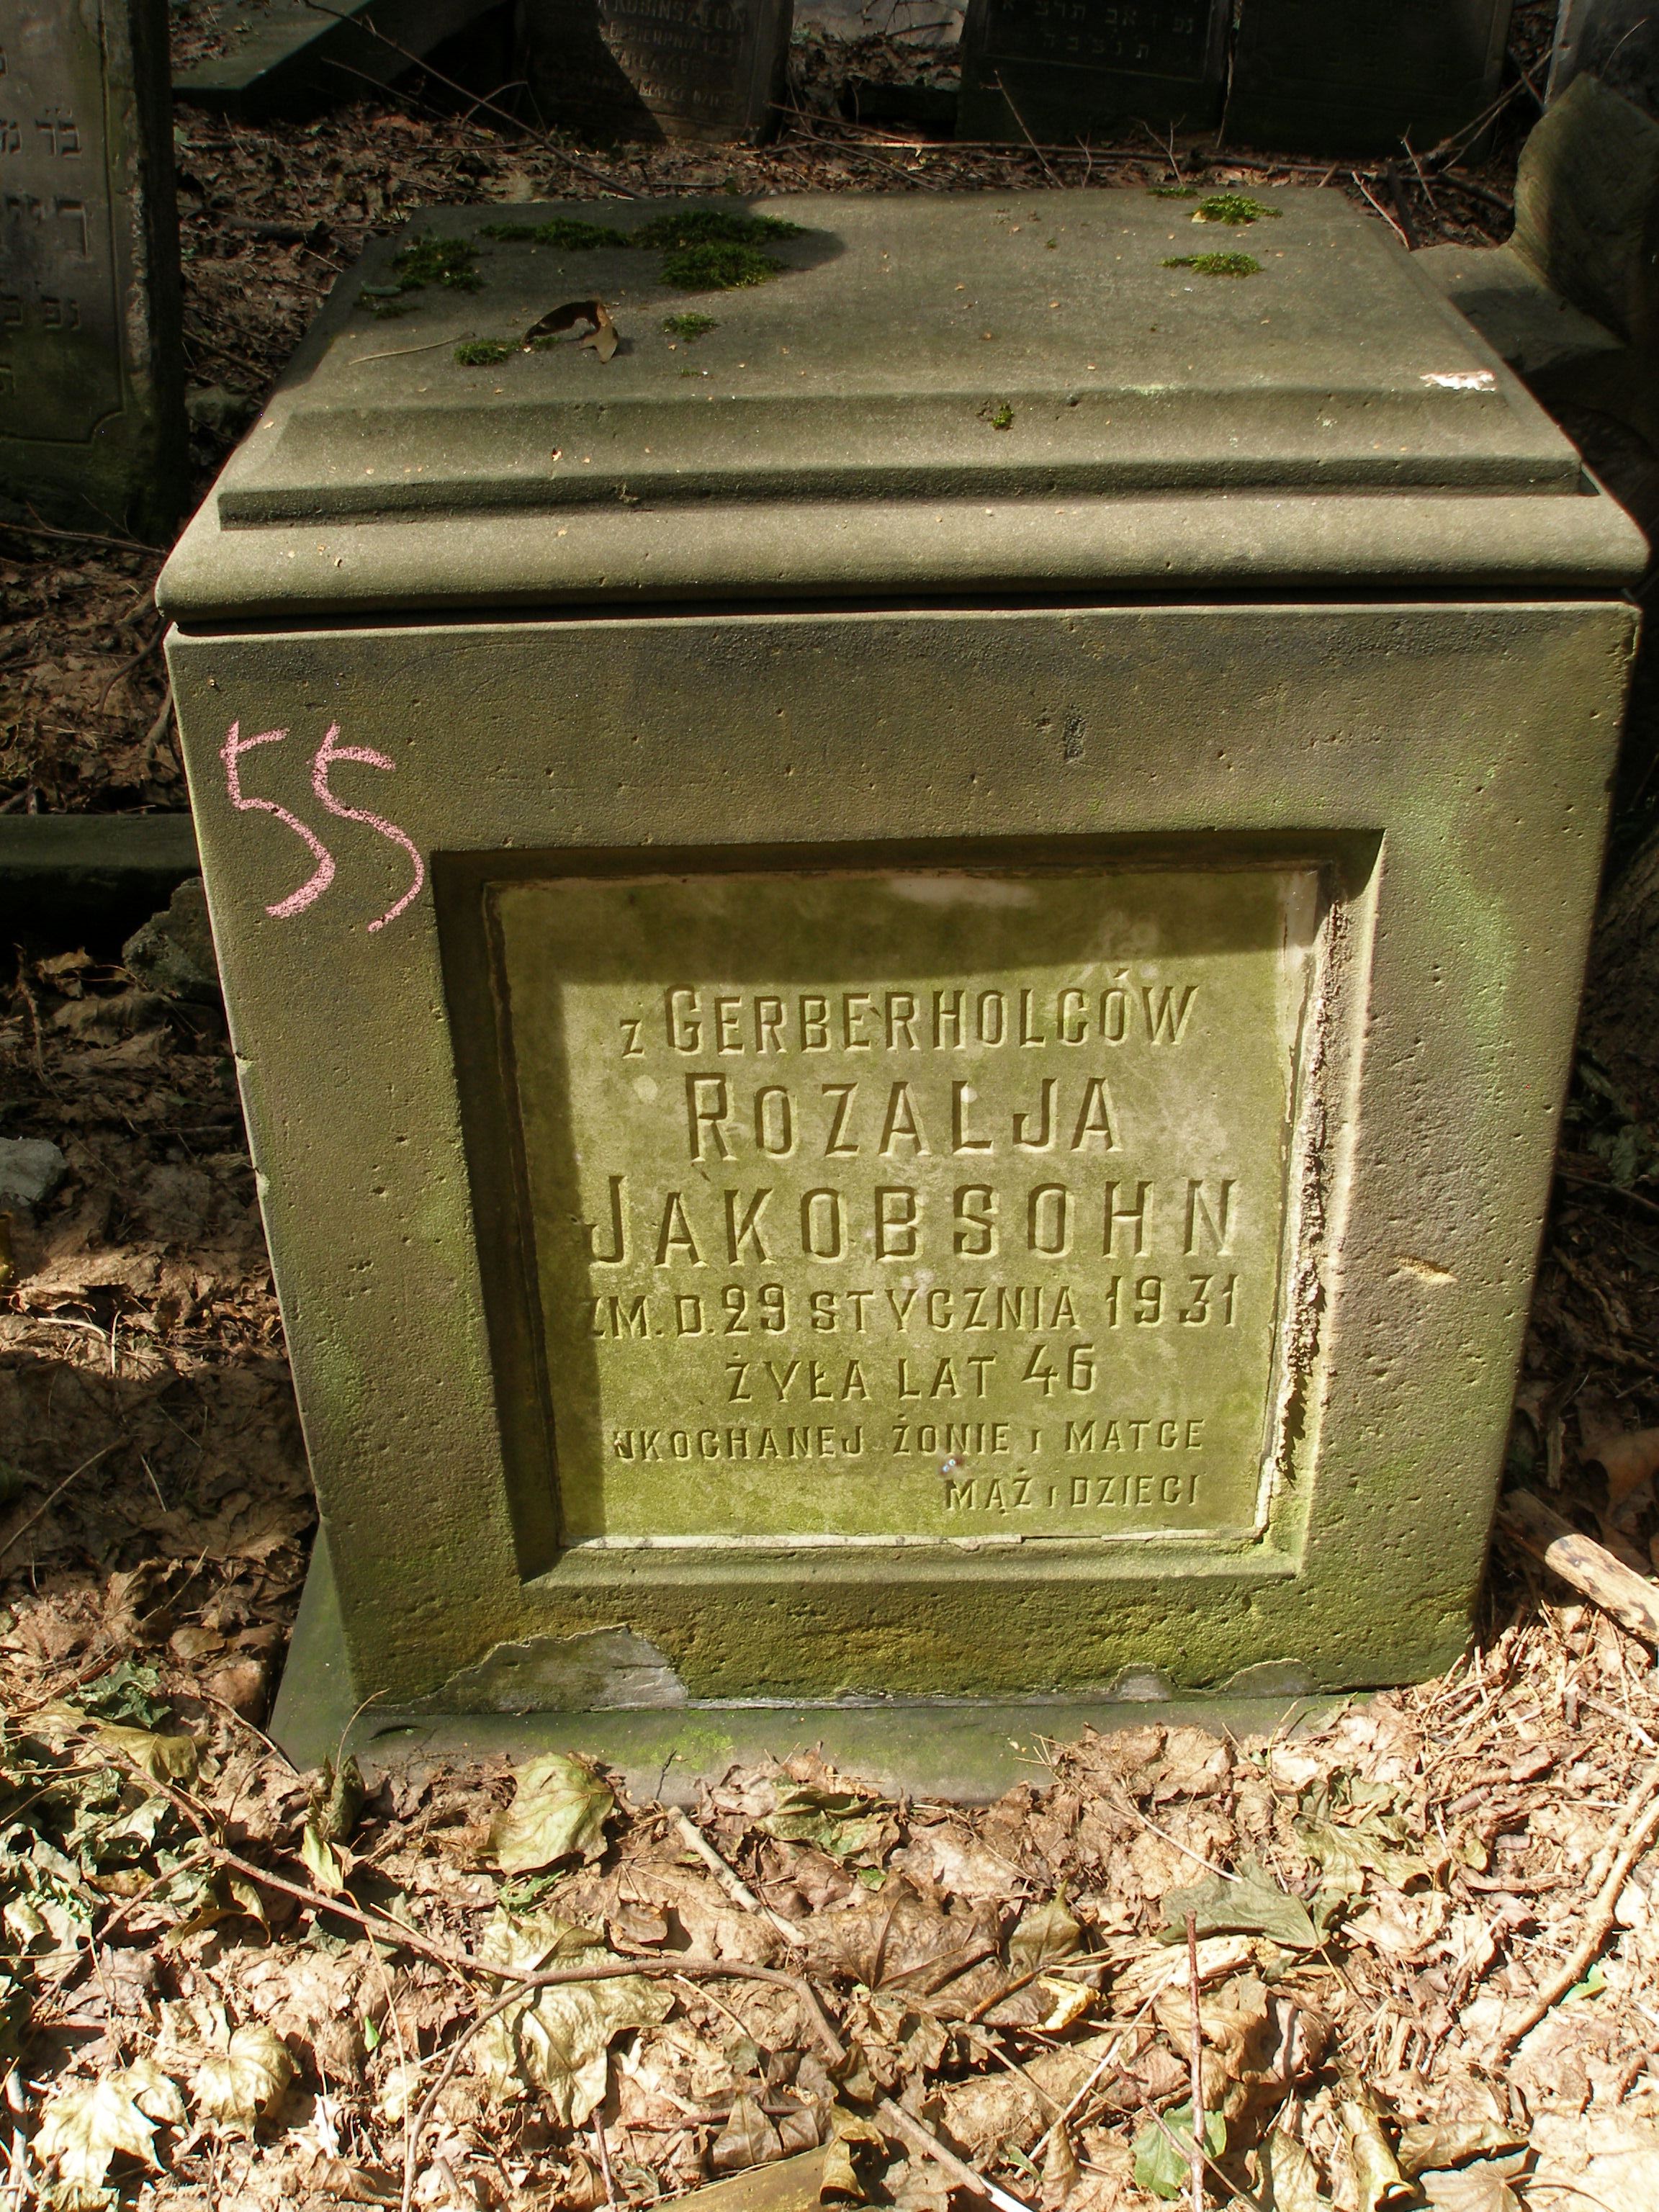 55
z GERBERHOLCÓW
ROZALJA
JAKOBSOHN
ZM. D. 29 STYCZNIA 1931
ŻYŁA LAT 46
UKOCHANEJ ŻONIE I MATCE
MĄŻ I DZIECI